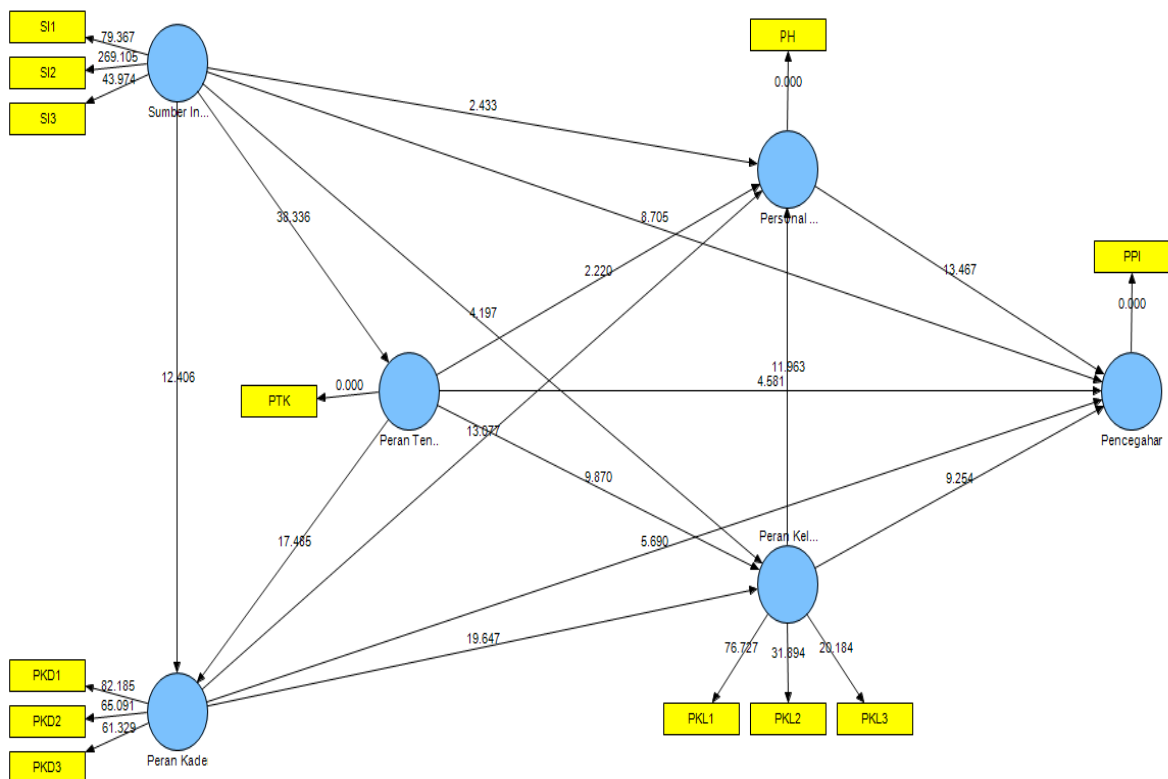 SI1
79.367
SI2
269.105
SI3
43.974
Sumber In...
PH
0.000
2.433
Personal ...
38.336
8.705
13.467
PPI
0.000
2.220
4.197
12.406
11.963
4.581
PTK
0.000
Peran Ten..
Pencegahar
13.077
9.870
9.254
17.485
5.690
Peran Kel...
19.647
76.727
31.894
20.184
PKD1
82.185
PKD2
65.091
PKD3
61.329
Peran Kade
PKL1
PKL2
PKL3